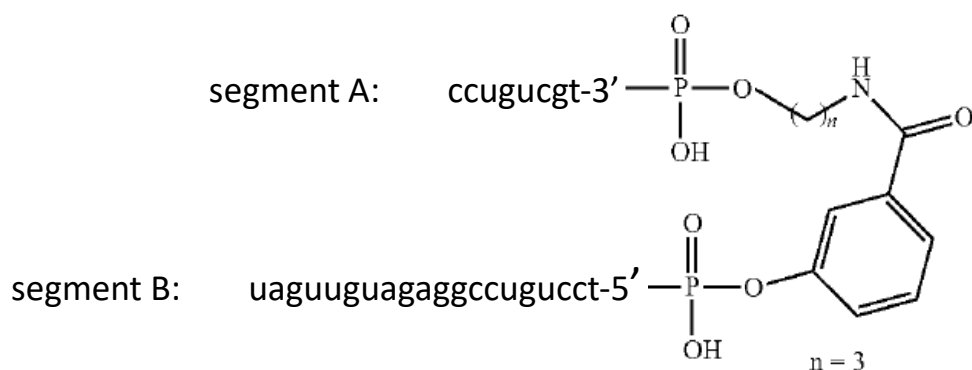 O
H
segment A: ccugucgt-3’
P
O
N
( )n
O
OH
O
segment B: uaguuguagaggccugucct-5’
P
O
OH
n = 3